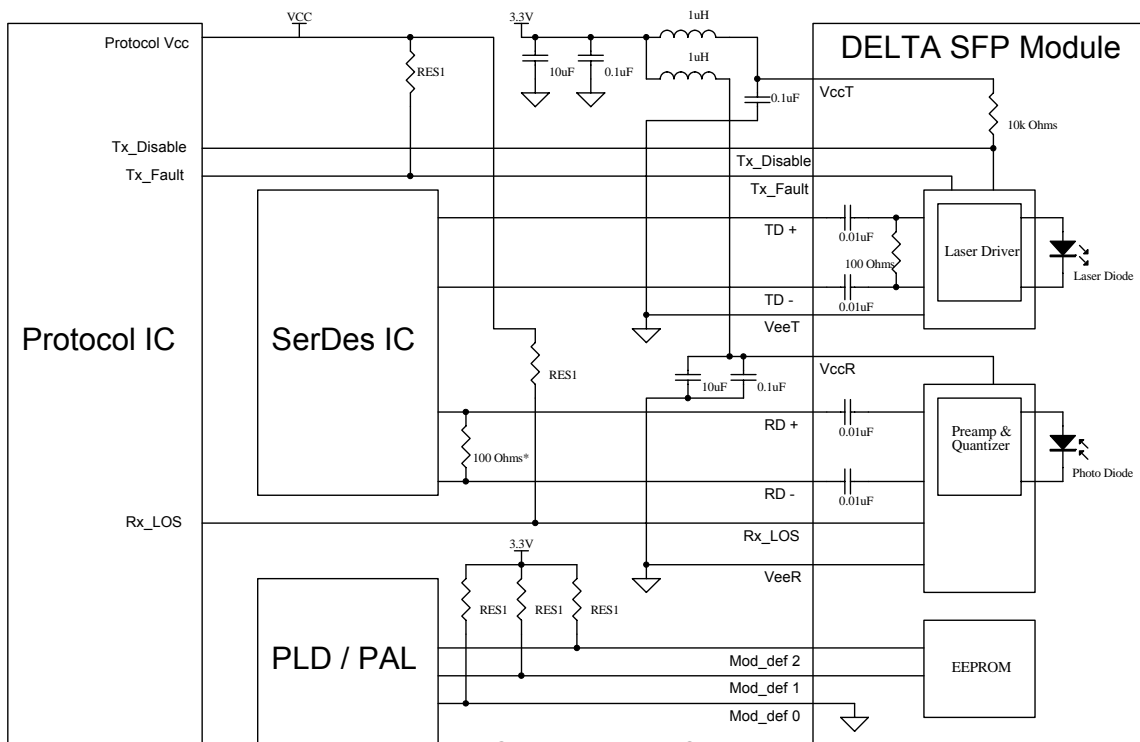 VCC
3.3V
1uH
Protocol Vcc
DELTA SFP Module
RES1
10uF
0.1uF
1uH
0.1uF
VccT
10k Ohms
Tx_Disable
Tx_Disable
Tx_Fault
Tx_Fault
TD +
0.01uF
100 Ohms
Laser Driver
Laser Diode
TD -
0.01uF
VeeT
Protocol IC
SerDes IC
RES1
10uF
0.1uF
VccR
RD +
0.01uF
Preamp &
Quantizer
100 Ohms*
Photo Diode
RD -
0.01uF
Rx_LOS
Rx_LOS
3.3V
VeeR
RES1
RES1
RES1
PLD / PAL
Mod_def 2
EEPROM
Mod_def 1
Mod_def 0